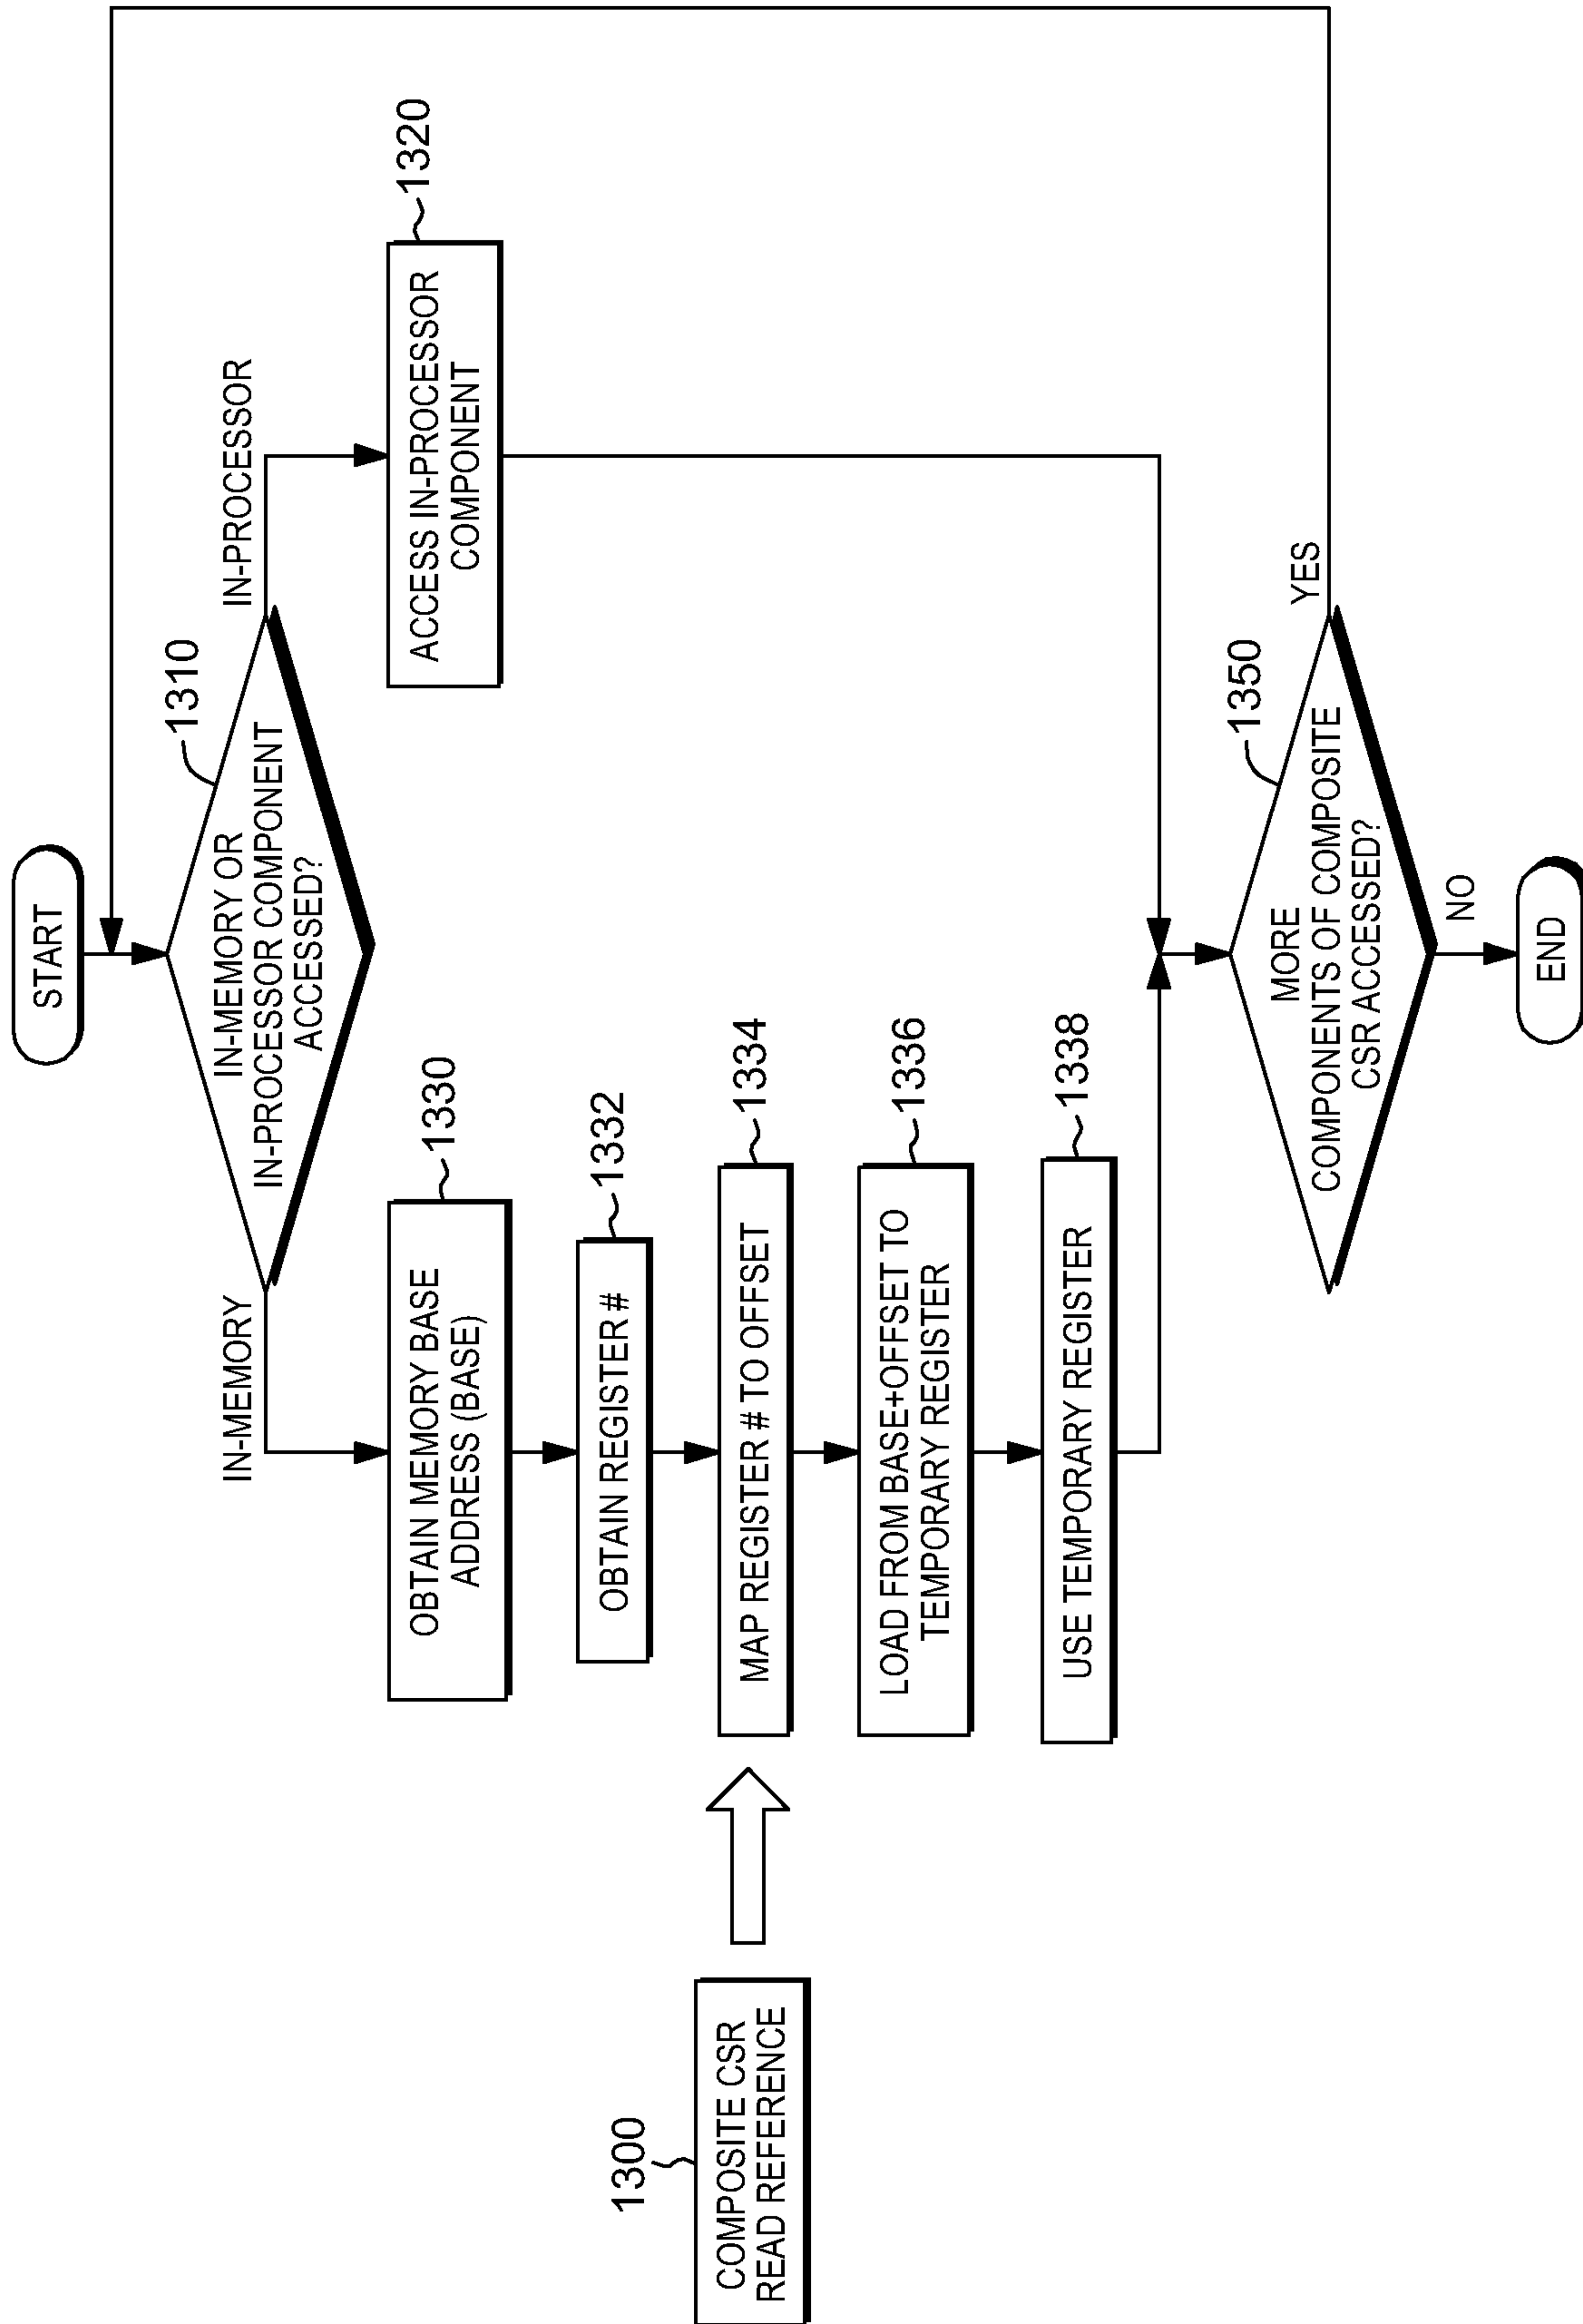 START
1310
IN-MEMORY OR
IN-PROCESSOR COMPONENT
ACCESSED?
IN-MEMORY
IN-PROCESSOR
1320
ACCESS IN-PROCESSOR
COMPONENT
1330
OBTAIN MEMORY BASE
ADDRESS (BASE)
1332
OBTAIN REGISTER #
1300
COMPOSITE CSR
READ REFERENCE
1334
MAP REGISTER # TO OFFSET
1336
LOAD FROM BASE+OFFSET TO
TEMPORARY REGISTER
1338
USE TEMPORARY REGISTER
1350
MORE
COMPONENTS OF COMPOSITE
CSR ACCESSED?
YES
NO
END